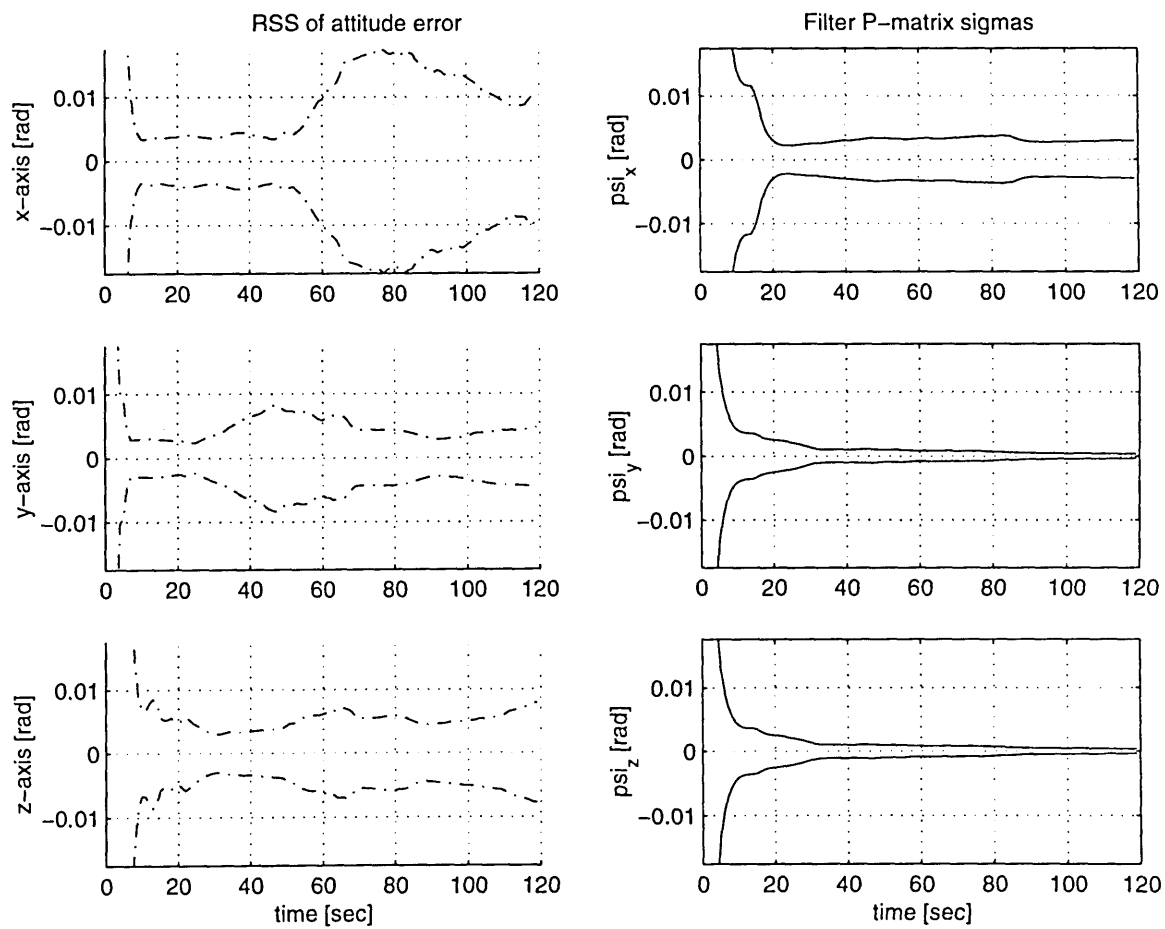 RSS of attitude error
Filter P-matrix sigmas
x-axis [rad]
0.01
0
-0.01
0 20 40 60 80 100 120
psi_x [rad]
0.01
0
-0.01
0 20 40 60 80 100 120
y-axis [rad]
0.01
0
-0.01
0 20 40 60 80 100 120
psi_y [rad]
0.01
0
-0.01
0 20 40 60 80 100 120
z-axis [rad]
0.01
0
-0.01
0 20 40 60 80 100 120
time [sec]
psi_z [rad]
0.01
0
-0.01
0 20 40 60 80 100 120
time [sec]